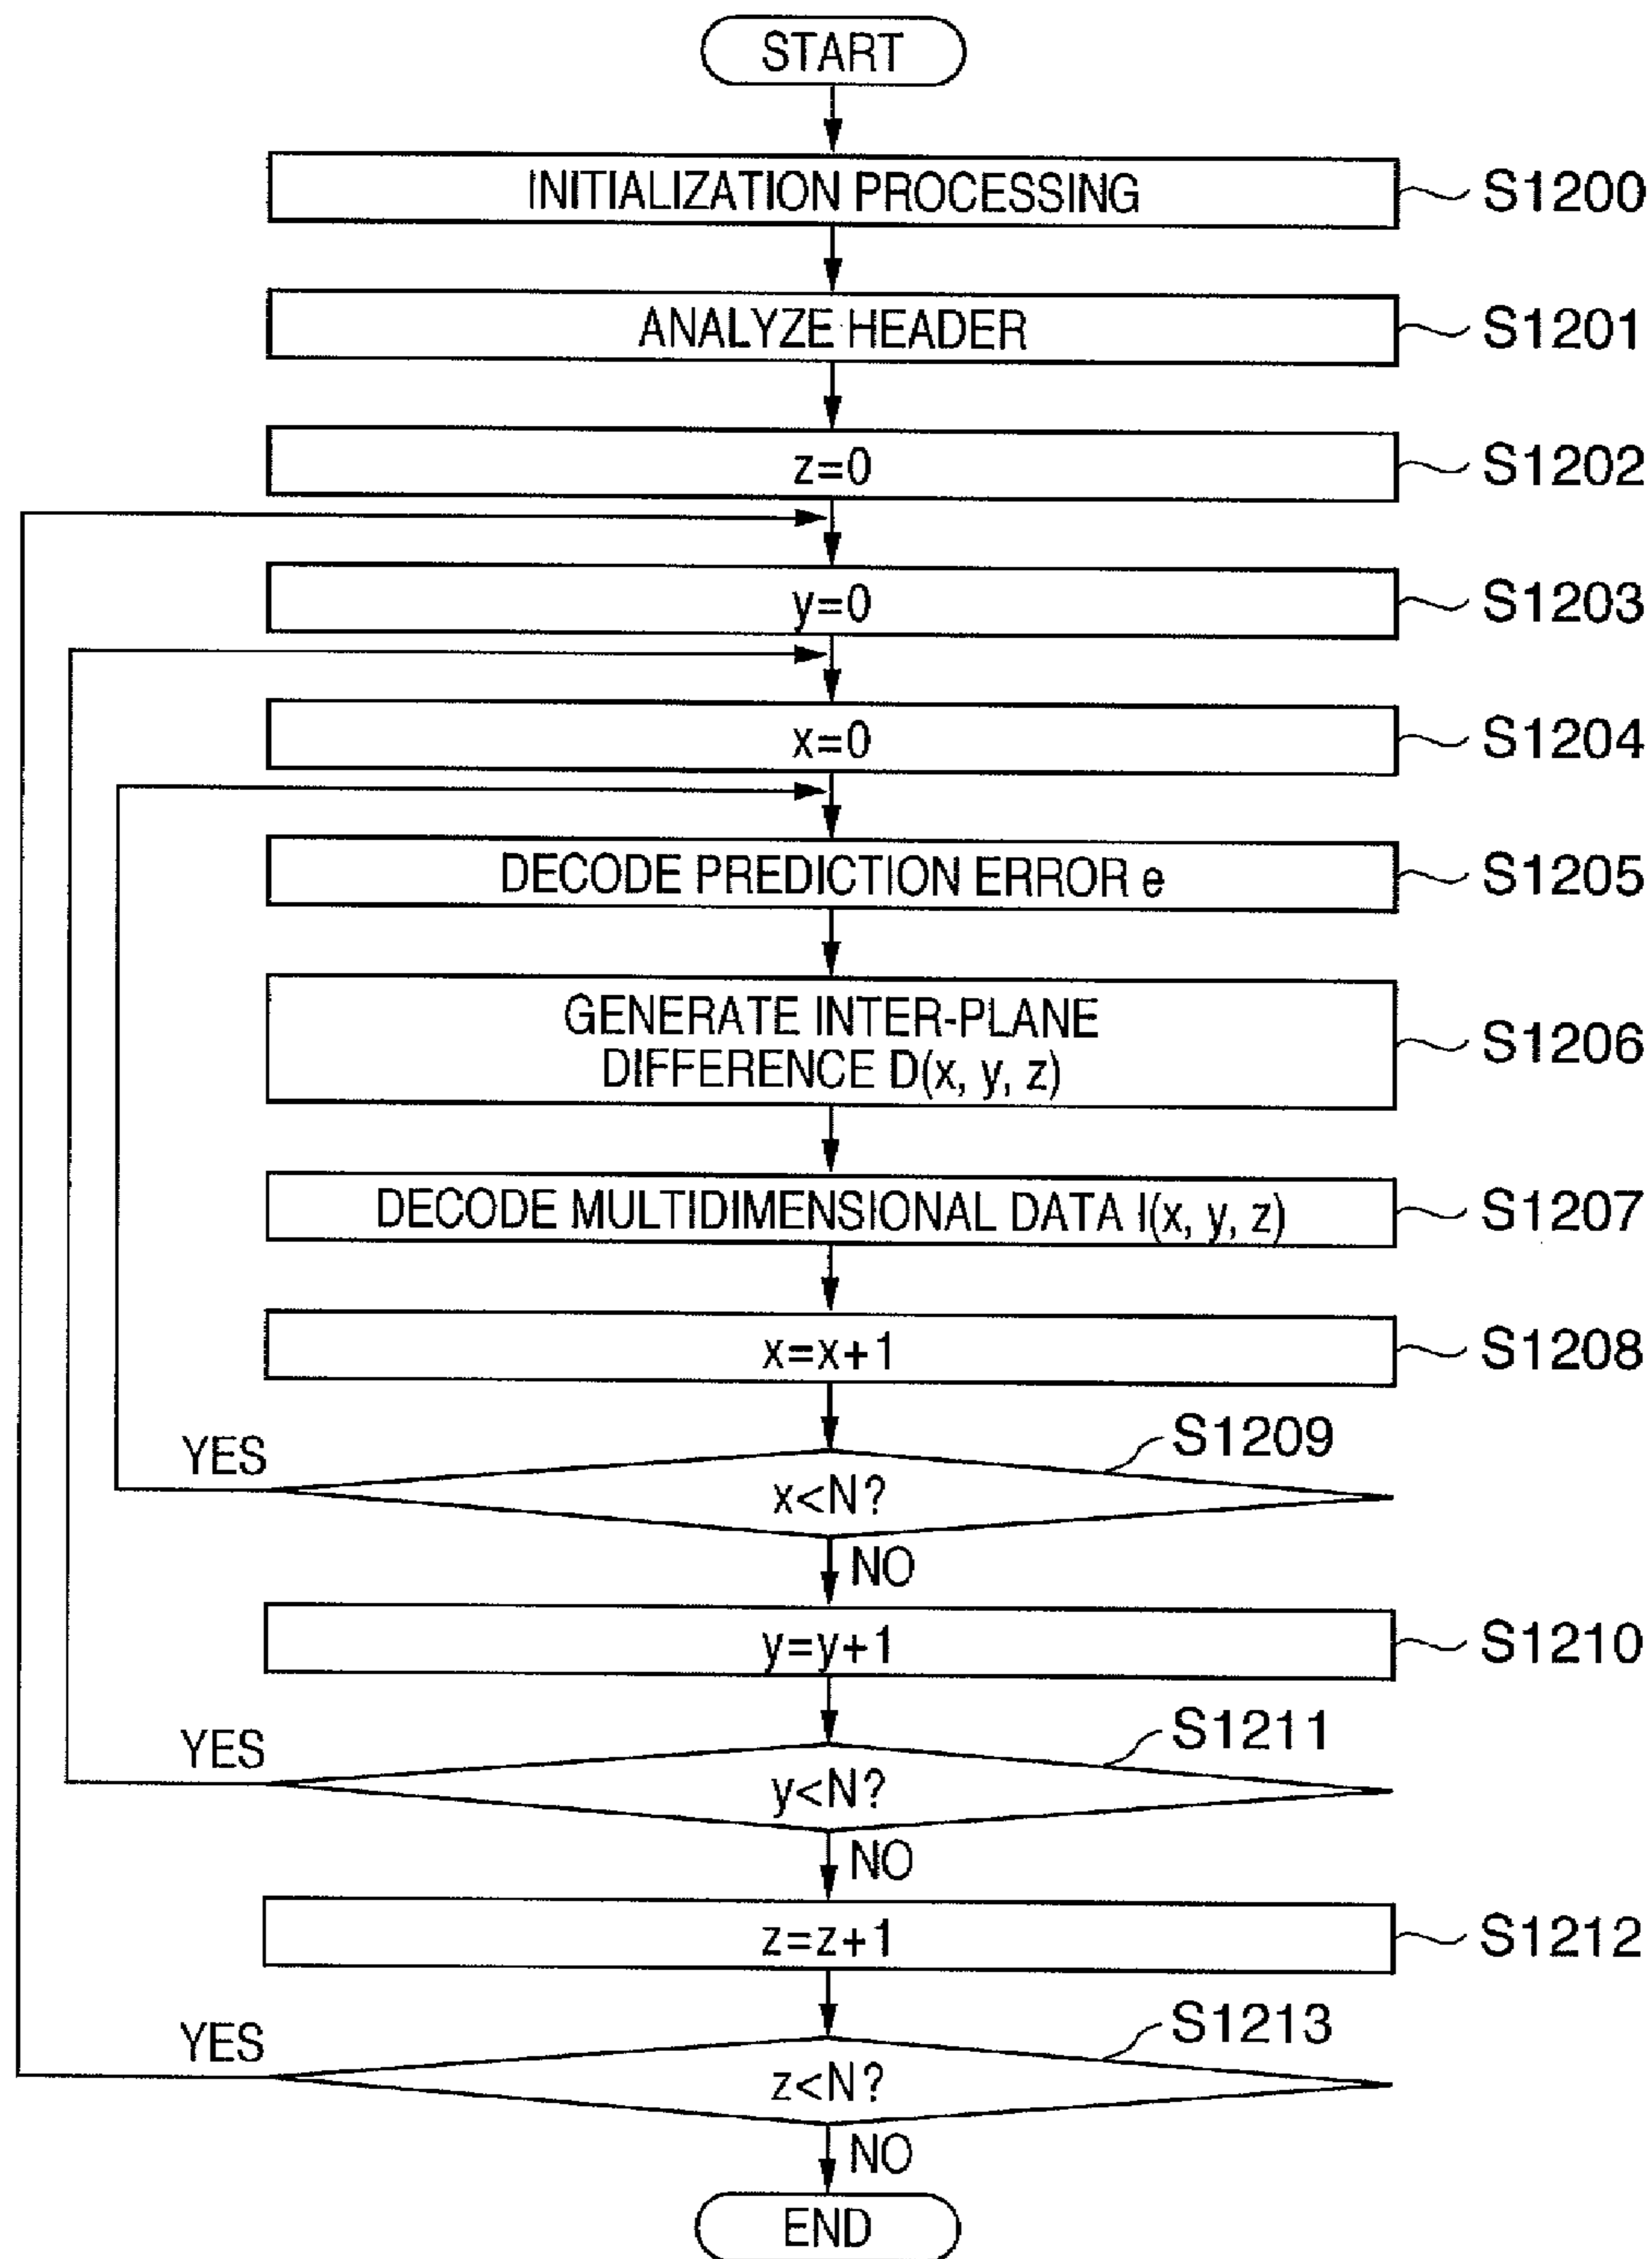 START
INITIALIZATION PROCESSING
S1200
ANALYZE HEADER
S1201
z=0
S1202
y=0
S1203
x=0
S1204
DECODE PREDICTION ERROR e
S1205
GENERATE INTER-PLANE
DIFFERENCE D(x, y, z)
S1206
DECODE MULTIDIMENSIONAL DATA I(x, y, z)
S1207
x=x+1
S1208
S1209
YES
x<N?
NO
y=y+1
S1210
S1211
YES
y<N?
NO
z=z+1
S1212
S1213
YES
z<N?
NO
END